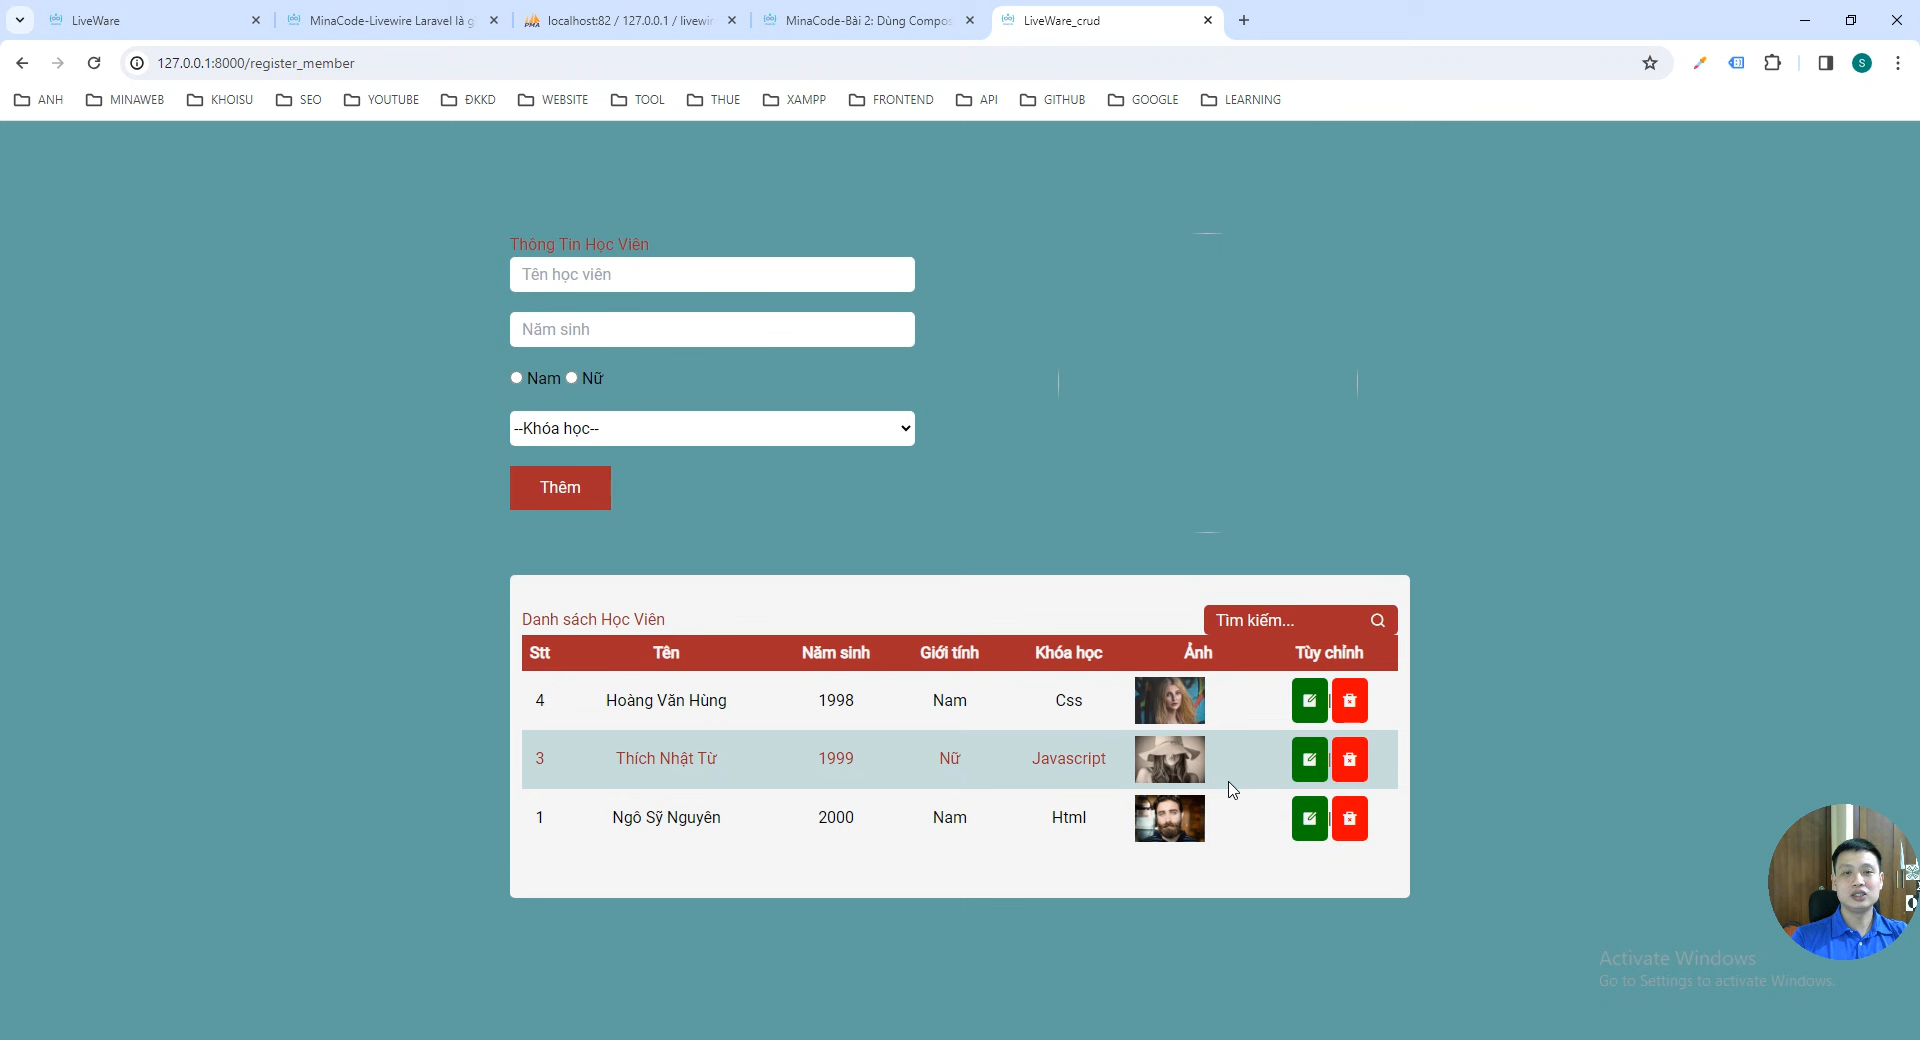 LiveWare
MinaCode-Livewire Laravel là g
localhost:82 / 127.0.0.1 / livewir
MinaCode-Bài 2: Dùng Compos
LiveWare_crud
127.0.0.1:8000/register_member
S
ANH
MINAWEB
KHOISU
SEO
YOUTUBE
ĐKKD
WEBSITE
TOOL
THUE
XAMPP
FRONTEND
API
GITHUB
GOOGLE
LEARNING
Thông Tin Học Viên
Tên học viên
Năm sinh
Nam Nữ
--Khóa học--
Thêm
Danh sách Học Viên
Tìm kiếm...
Stt Tên Năm sinh Giới tính Khóa học Ảnh Tùy chỉnh
4 Hoàng Văn Hùng 1998 Nam Css |
3 Thích Nhật Từ 1999 Nữ Javascript |
1 Ngô Sỹ Nguyên 2000 Nam Html |
Activate Windows
Go to Settings to activate Windows.